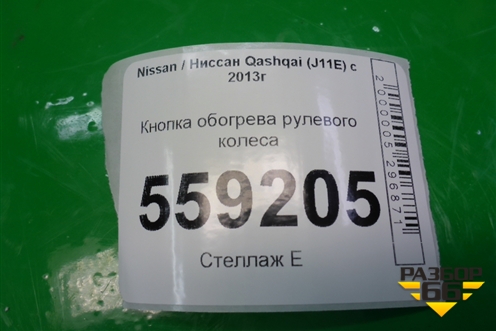 Nissan / Ниссан Qashqai (J11E) с
2013г
Кнопка обогрева рулевого
колеса
559205
Стеллаж Е
2000005296871
РАЗБОР
66